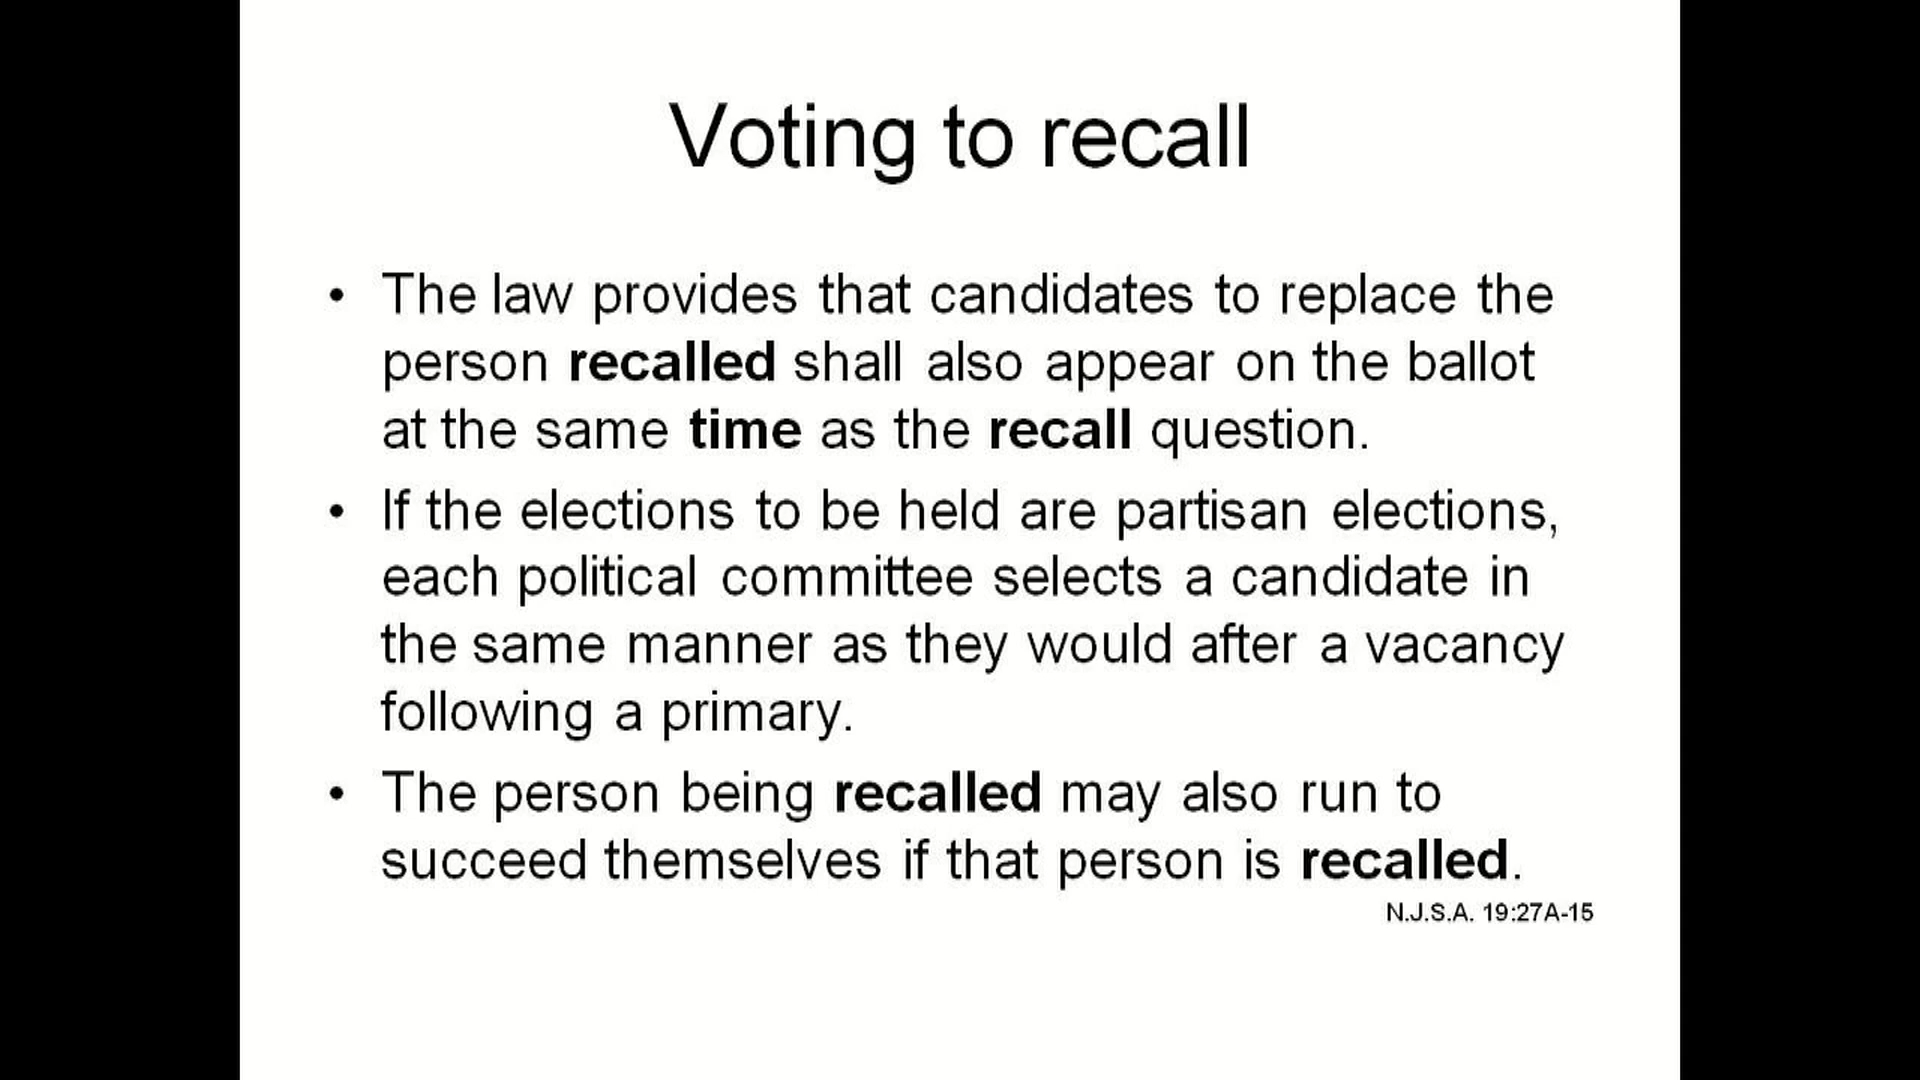 Voting to recall
• The law provides that candidates to replace the
person recalled shall also appear on the ballot
at the same time as the recall question.
• If the elections to be held are partisan elections,
each political committee selects a candidate in
the same manner as they would after a vacancy
following a primary.
• The person being recalled may also run to
succeed themselves if that person is recalled.
N.J.S.A. 19:27A-15